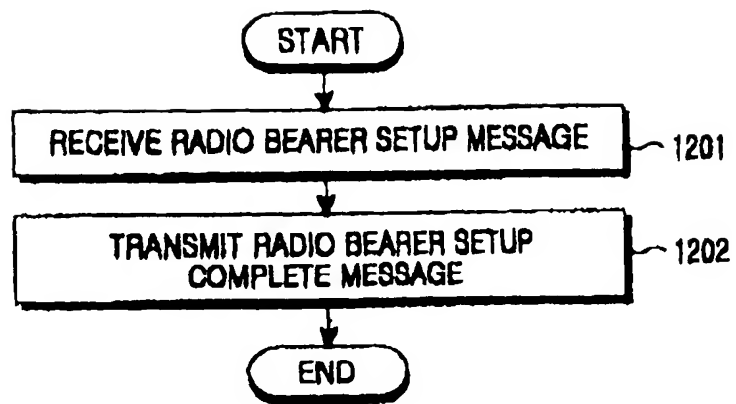 START
RECEIVE RADIO BEARER SETUP MESSAGE
1201
TRANSMIT RADIO BEARER SETUP
COMPLETE MESSAGE
1202
END